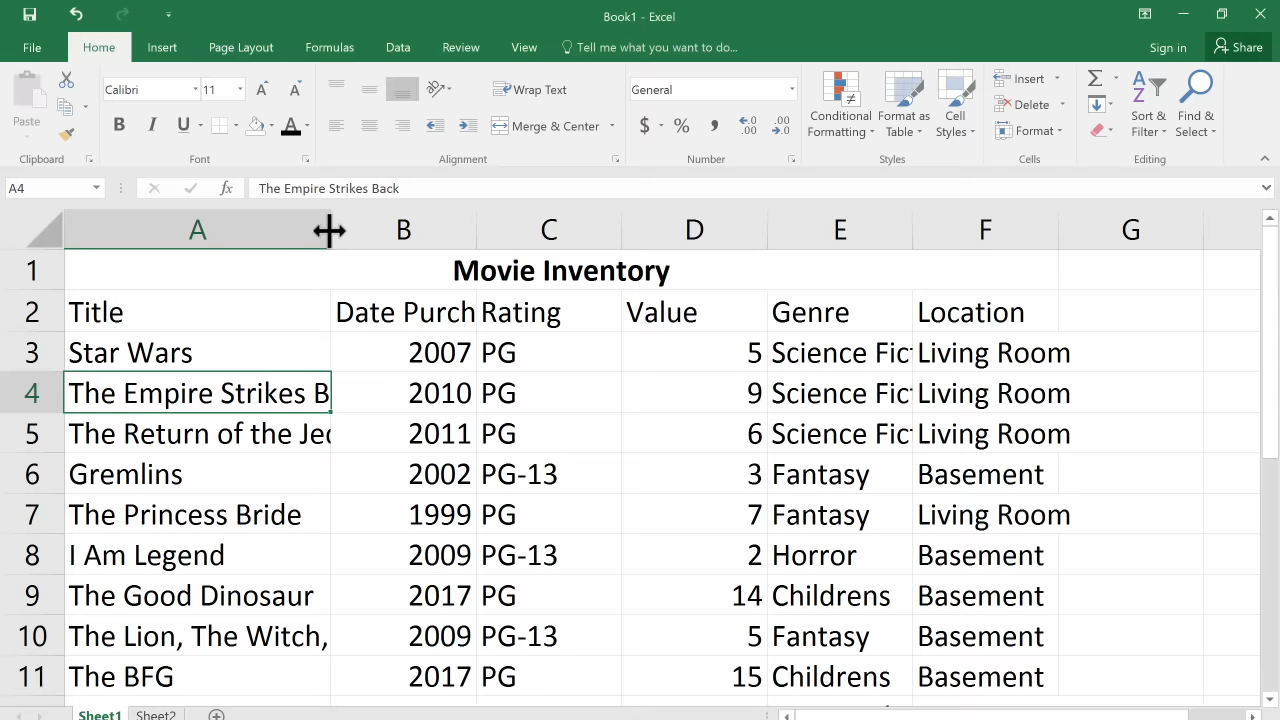 Book1 - Excel
File Home Insert Page Layout Formulas Data Review View Tell me what you want to do... Sign in Share
Paste Calibri 11 Wrap Text General Conditional Formatting Format as Table Cell Styles Insert Delete Format Sort & Filter Find & Select
B I U A Merge & Center $ % ,
Clipboard Font Alignment Number Styles Cells Editing
A4 fx The Empire Strikes Back
A B C D E F G
1 Movie Inventory
2 Title Date Purch Rating Value Genre Location
3 Star Wars 2007 PG 5 Science Fict Living Room
4 The Empire Strikes B 2010 PG 9 Science Fict Living Room
5 The Return of the Jed 2011 PG 6 Science Fict Living Room
6 Gremlins 2002 PG-13 3 Fantasy Basement
7 The Princess Bride 1999 PG 7 Fantasy Living Room
8 I Am Legend 2009 PG-13 2 Horror Basement
9 The Good Dinosaur 2017 PG 14 Childrens Basement
10 The Lion, The Witch, 2009 PG-13 5 Fantasy Basement
11 The BFG 2017 PG 15 Childrens Basement
Sheet1 Sheet2